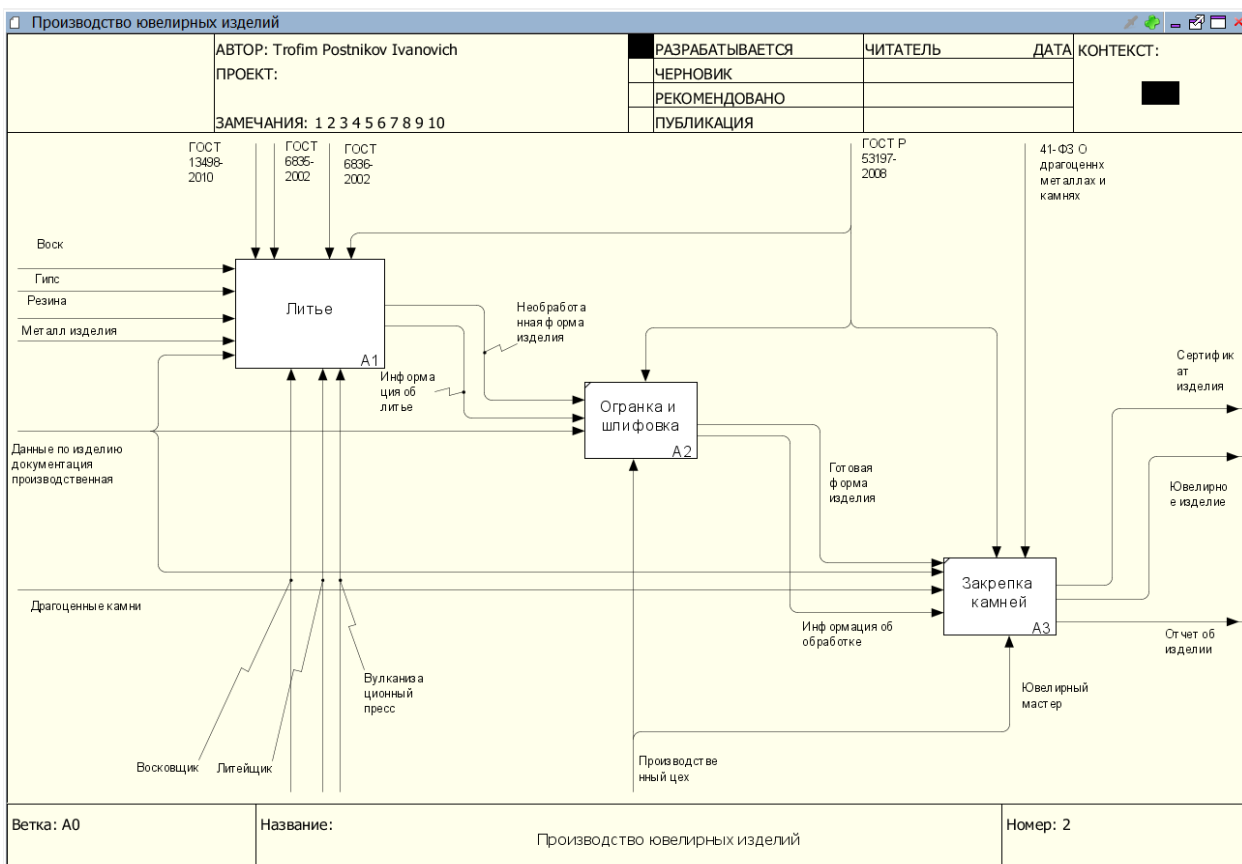 Производство ювелирных изделий
АВТОР: Trofim Postnikov Ivanovich
ПРОЕКТ:
ЗАМЕЧАНИЯ: 1 2 3 4 5 6 7 8 9 10
РАЗРАБАТЫВАЕТСЯ
ЧЕРНОВИК
РЕКОМЕНДОВАНО
ПУБЛИКАЦИЯ
ЧИТАТЕЛЬ
ДАТА
КОНТЕКСТ:
ГОСТ
13498-
2010
ГОСТ
6835-
2002
ГОСТ
6836-
2002
ГОСТ Р
53197-
2008
41-ФЗ О
драгоценнх
металлах и
камнях
Воск
Гипс
Резина
Металл изделия
Литье
A1
Необработа
нная форма
изделия
Информа
ция об
литье
Огранка и
шлифовка
A2
Сертифик
ат
изделия
Данные по изделию
документация
производственная
Готовая
форма
изделия
Ювелирно
е изделие
Драгоценные камни
Закрепка
камней
A3
Информация об
обработке
Отчет об
изделии
Вулканиза
ционный
пресс
Ювелирный
мастер
Восковщик
Литейщик
Производстве
нный цех
Ветка: A0
Название:
Производство ювелирных изделий
Номер: 2